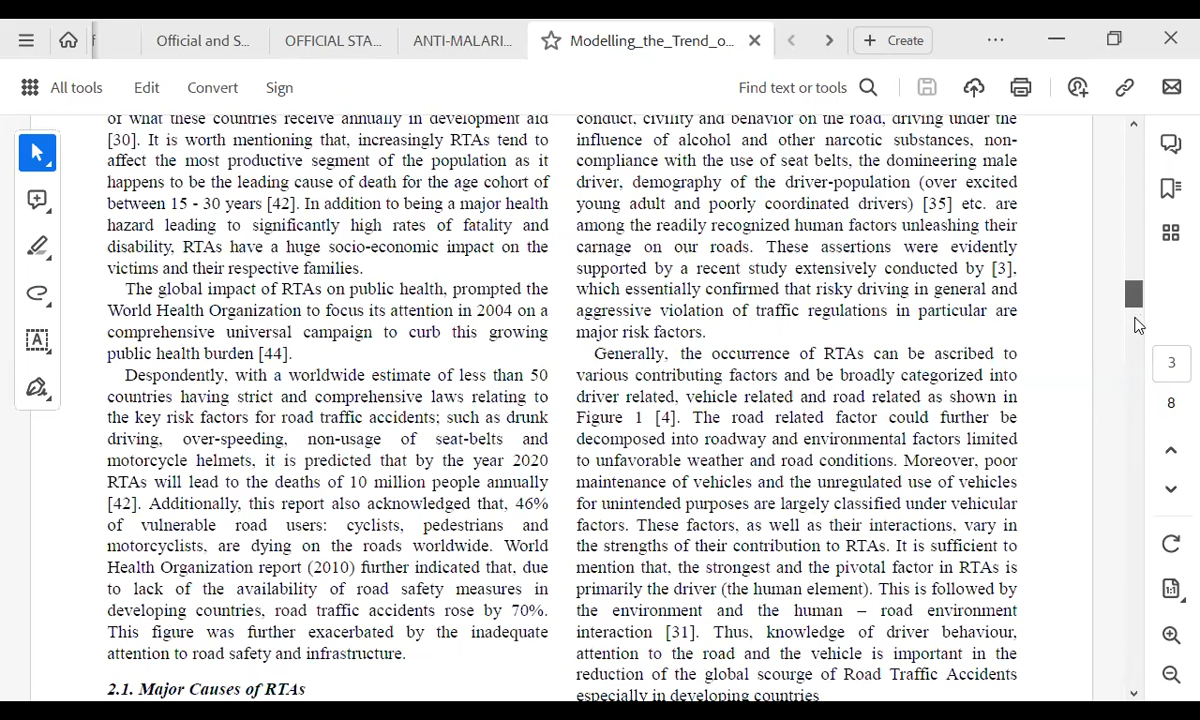 f
Official and S...
OFFICIAL STA...
ANTI-MALARI...
Modelling_the_Trend_o...
Create
All tools
Edit
Convert
Sign
Find text or tools
of what these countries receive annually in development aid
[30]. It is worth mentioning that, increasingly RTAs tend to
affect the most productive segment of the population as it
happens to be the leading cause of death for the age cohort of
between 15 - 30 years [42]. In addition to being a major health
hazard leading to significantly high rates of fatality and
disability, RTAs have a huge socio-economic impact on the
victims and their respective families.
The global impact of RTAs on public health, prompted the
World Health Organization to focus its attention in 2004 on a
comprehensive universal campaign to curb this growing
public health burden [44].
Despondently, with a worldwide estimate of less than 50
countries having strict and comprehensive laws relating to
the key risk factors for road traffic accidents; such as drunk
driving, over-speeding, non-usage of seat-belts and
motorcycle helmets, it is predicted that by the year 2020
RTAs will lead to the deaths of 10 million people annually
[42]. Additionally, this report also acknowledged that, 46%
of vulnerable road users: cyclists, pedestrians and
motorcyclists, are dying on the roads worldwide. World
Health Organization report (2010) further indicated that, due
to lack of the availability of road safety measures in
developing countries, road traffic accidents rose by 70%.
This figure was further exacerbated by the inadequate
attention to road safety and infrastructure.
2.1. Major Causes of RTAs
conduct, civility and behavior on the road, driving under the
influence of alcohol and other narcotic substances, non-
compliance with the use of seat belts, the domineering male
driver, demography of the driver-population (over excited
young adult and poorly coordinated drivers) [35] etc. are
among the readily recognized human factors unleashing their
carnage on our roads. These assertions were evidently
supported by a recent study extensively conducted by [3],
which essentially confirmed that risky driving in general and
aggressive violation of traffic regulations in particular are
major risk factors.
Generally, the occurrence of RTAs can be ascribed to
various contributing factors and be broadly categorized into
driver related, vehicle related and road related as shown in
Figure 1 [4]. The road related factor could further be
decomposed into roadway and environmental factors limited
to unfavorable weather and road conditions. Moreover, poor
maintenance of vehicles and the unregulated use of vehicles
for unintended purposes are largely classified under vehicular
factors. These factors, as well as their interactions, vary in
the strengths of their contribution to RTAs. It is sufficient to
mention that, the strongest and the pivotal factor in RTAs is
primarily the driver (the human element). This is followed by
the environment and the human – road environment
interaction [31]. Thus, knowledge of driver behaviour,
attention to the road and the vehicle is important in the
reduction of the global scourge of Road Traffic Accidents
especially in developing countries
3
8
1:1